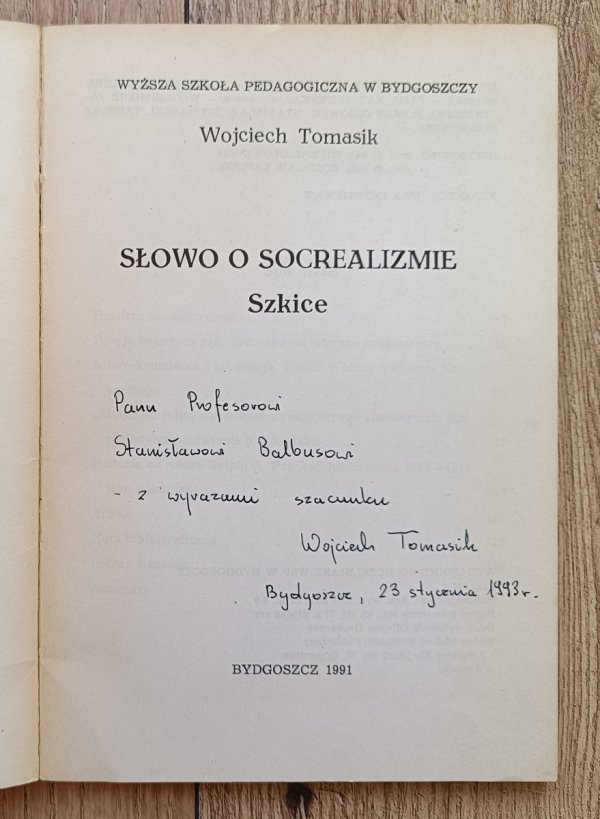 WYŻSZA SZKOŁA PEDAGOGICZNA W BYDGOSZCZY
Wojciech Tomasik
SŁOWO O SOCREALIZMIE
Szkice
Panu Profesorowi
Stanisławowi Balbusowi
- z wyrazami szacunku
Wojciech Tomasik
Bydgoszcz, 23 stycznia 1993 r.
BYDGOSZCZ 1991